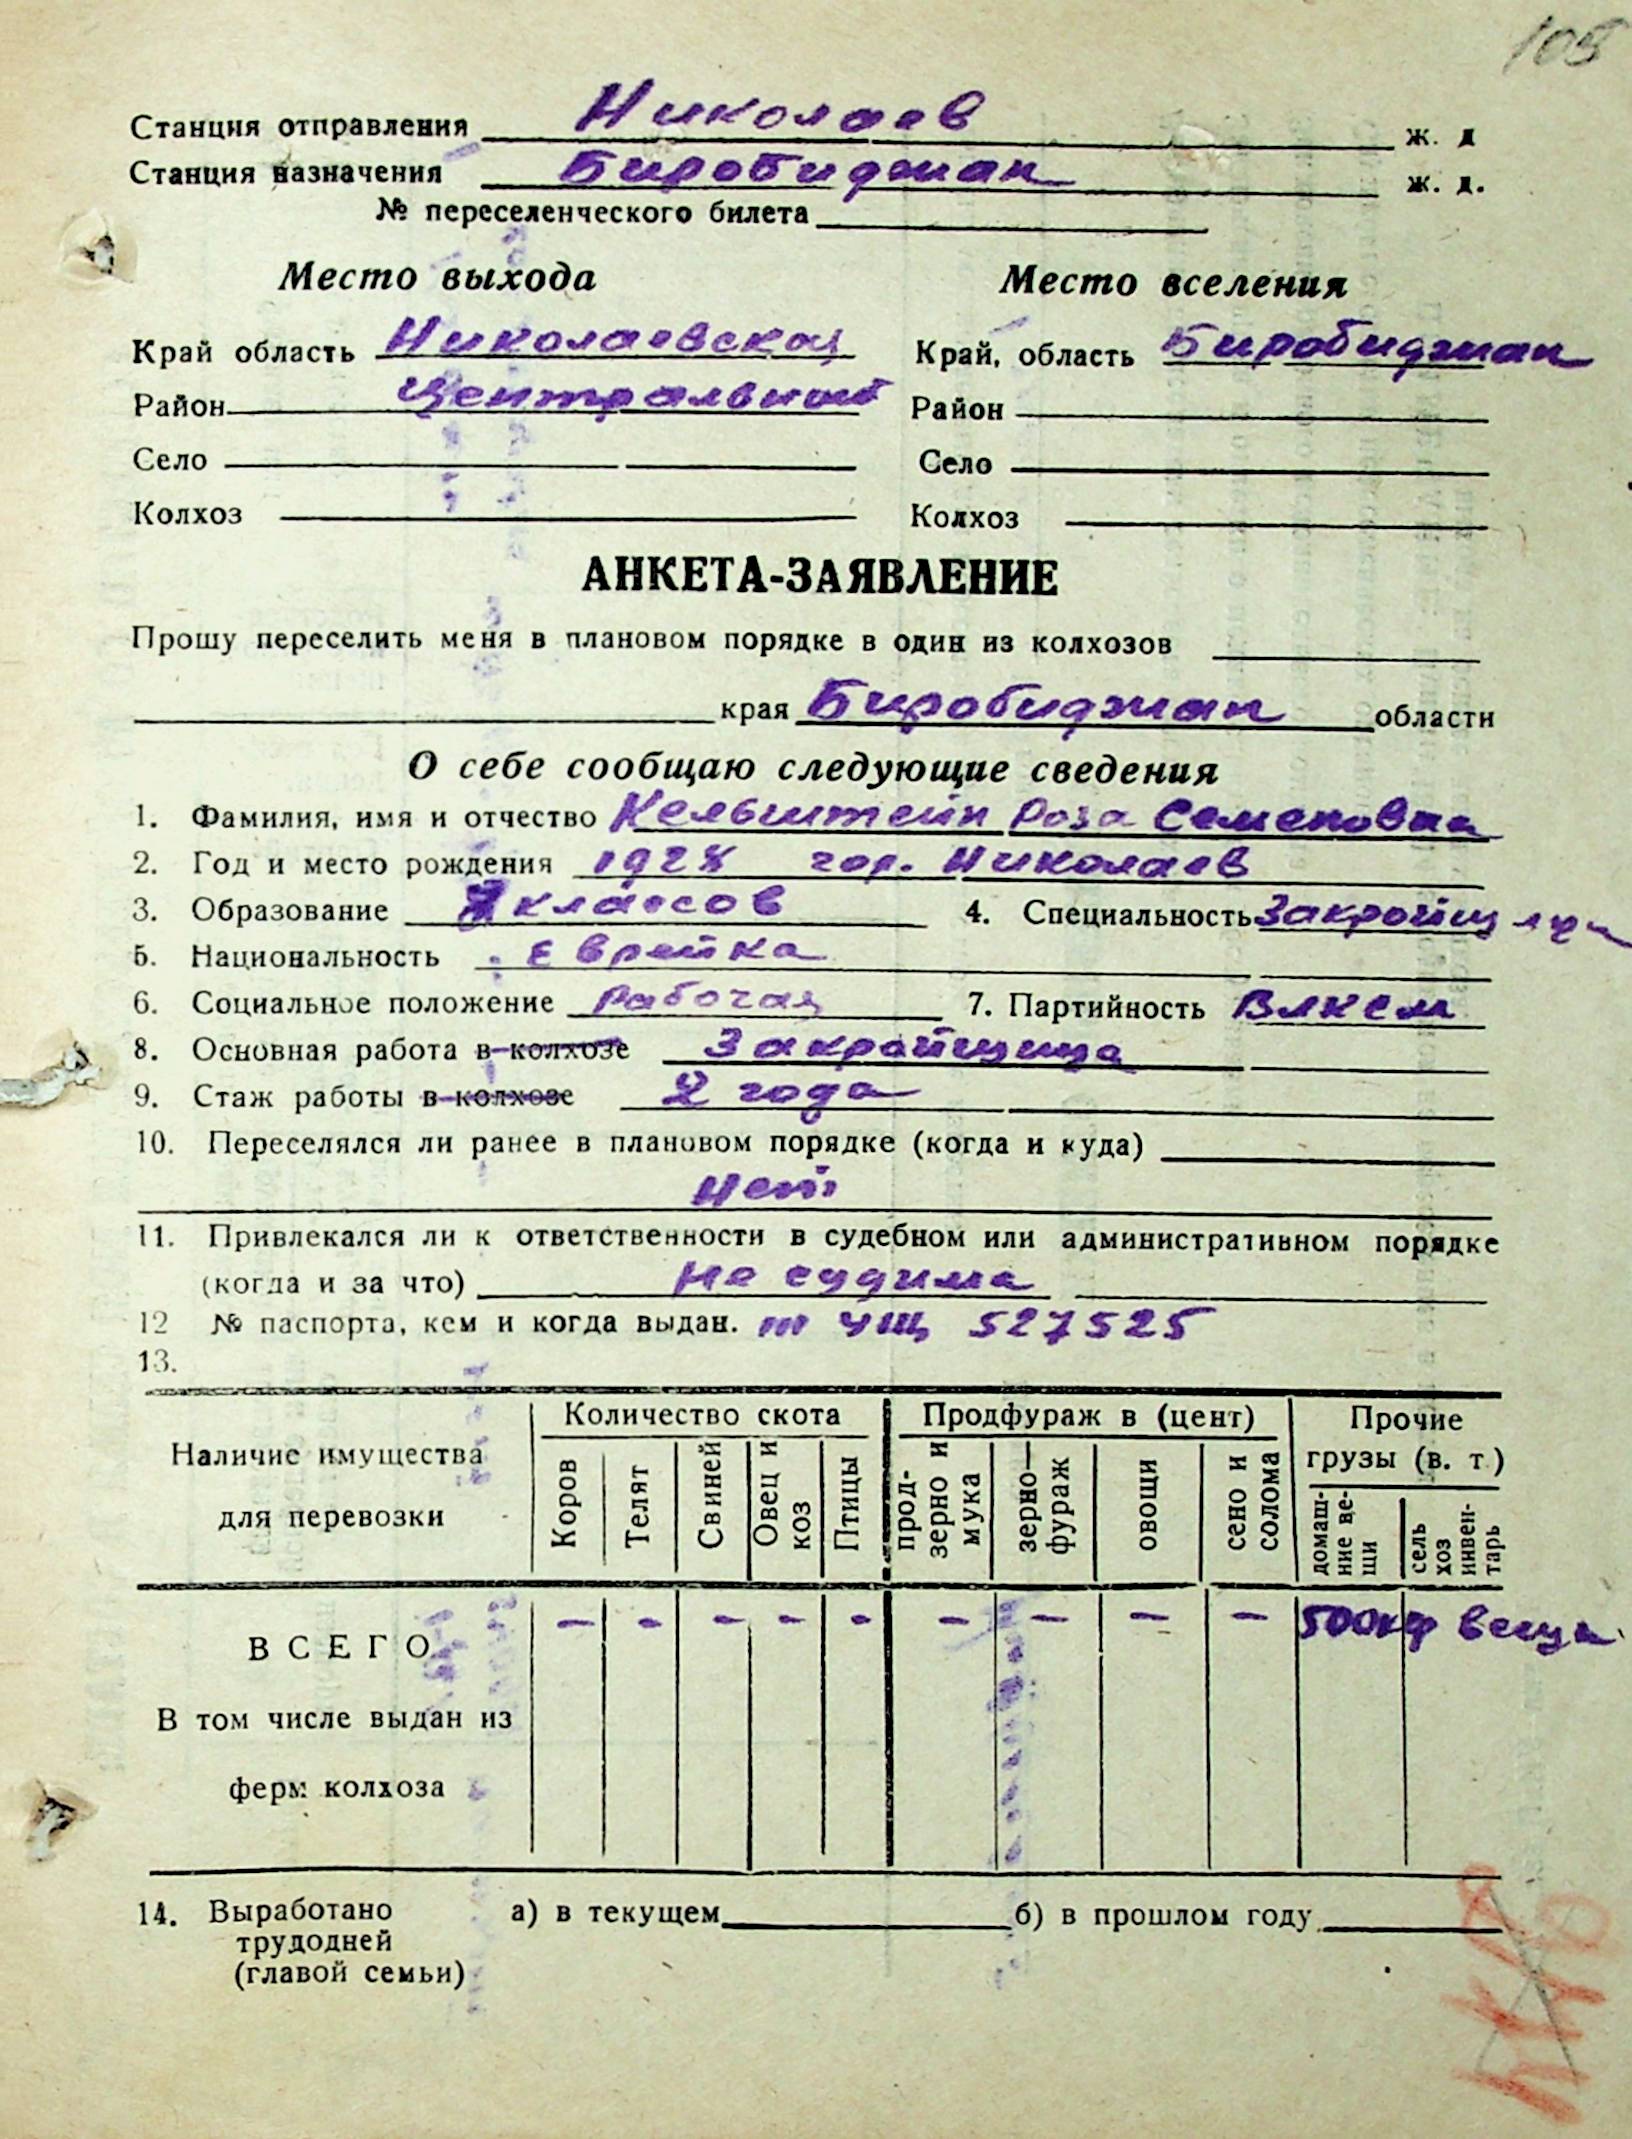 105
Станция отправления Николаев ж. д
Станция назначения Биробиджан ж. д.
№ переселенческого билета
Место выхода Место вселения
Край область Николаевская Край, область Биробиджан
Район Центральный Район
Село Село
Колхоз Колхоз
АНКЕТА-ЗАЯВЛЕНИЕ
Прошу переселить меня в плановом порядке в один из колхозов
края Биробиджан области
О себе сообщаю следующие сведения
1. Фамилия, имя и отчество Кельштейн Роза Семеновна
2. Год и место рождения 1928 гор. Николаев
3. Образование 7 классов 4. Специальность Закройщица
5. Национальность Еврейка
6. Социальное положение Рабочая 7. Партийность Влксм
8. Основная работа в колхозе Закройщица
9. Стаж работы в колхозе 2 года
10. Переселялся ли ранее в плановом порядке (когда и куда)
Нет
11. Привлекался ли к ответственности в судебном или административном порядке
(когда и за что) Не судима
12 № паспорта, кем и когда выдан. 527525
13.
Наличие имущества для перевозки
Количество скота Продфураж в (цент) Прочие грузы (в. т.)
Коров Телят Свиней Овец и коз Птицы прод-зерно и мука зерно—фураж овощи сено и солома домаш-ние ве-щи сель хоз инвен-тарь
ВСЕГО - - - - - - - - - 500кг вещи
В том числе выдан из
ферм колхоза
14. Выработано а) в текущем б) в прошлом году
трудодней
(главой семьи)